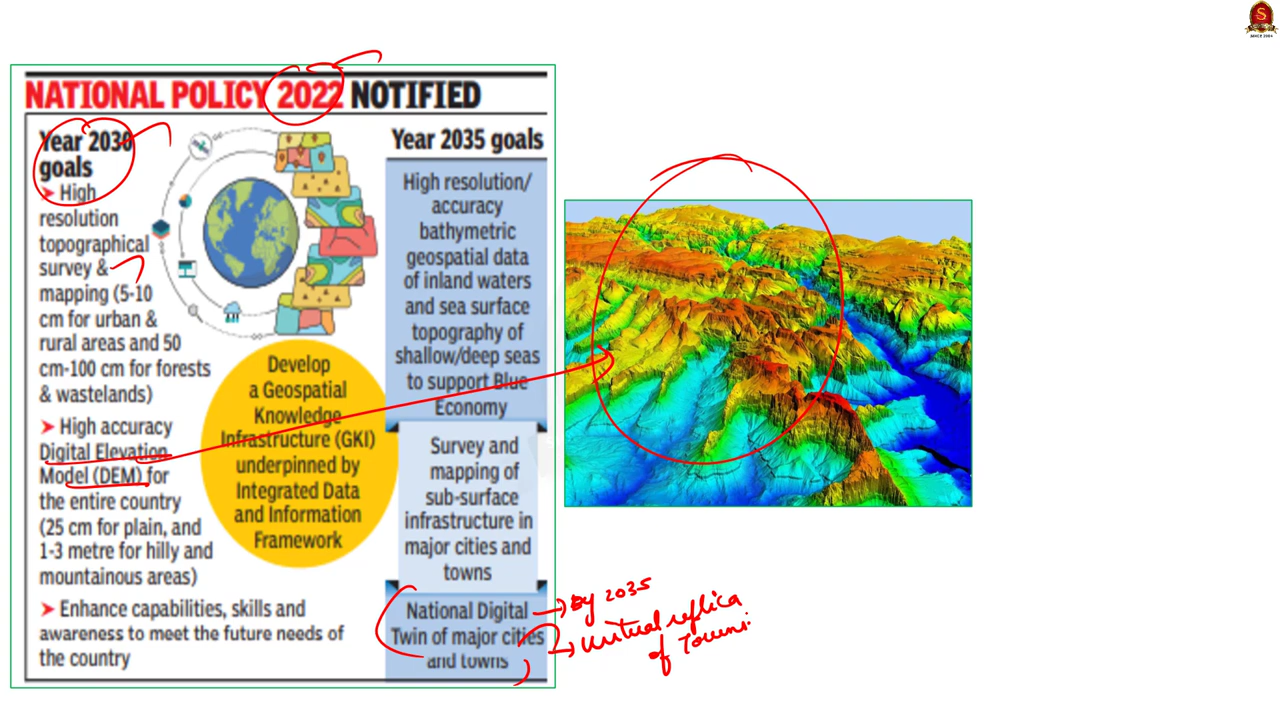 NATIONAL POLICY 2022 NOTIFIED
Year 2030
goals
➤ High
resolution
topographical
survey &
mapping (5-10
cm for urban &
rural areas and 50
cm-100 cm for forests
& wastelands)
➤ High accuracy
Digital Elevation
Model (DEM) for
the entire country
(25 cm for plain, and
1-3 metre for hilly and
mountainous areas)
➤ Enhance capabilities, skills and
awareness to meet the future needs of
the country
Develop
a Geospatial
Knowledge
Infrastructure (GKI)
underpinned by
Integrated Data
and Information
Framework
Year 2035 goals
High resolution/
accuracy
bathymetric
geospatial data
of inland waters
and sea surface
topography of
shallow/deep seas
to support Blue
Economy
Survey and
mapping of
sub-surface
infrastructure in
major cities and
towns
National Digital
Twin of major cities
and towns
→ By 2035
→ Virtual replica
of Towns.
S
SINCE 2004